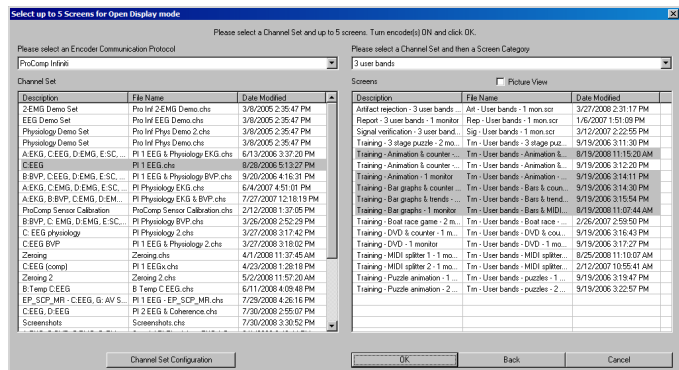 Select up to 5 Screens for Open Display mode
Please select a Channel Set and up to 5 screens. Turn encoder(s) ON and click OK.
Please select an Encoder Communication Protocol
ProComp Infiniti
Channel Set
Description File Name Date Modified
2-EMG Demo Set Pro Inf 2-EMG Demo.chs 3/8/2005 2:35:47 PM
EEG Demo Set Pro Inf EEG Demo.chs 3/8/2005 2:35:47 PM
Physiology Demo Set Pro Inf Phys Demo 2.chs 3/8/2005 2:35:47 PM
Physiology Demo Set Pro Inf Phys Demo.chs 3/8/2005 2:35:47 PM
A:EKG, C:EEG, D:EMG, E:SC, ... PI 1 EEG & Physiology EKG.chs 6/13/2006 3:37:20 PM
C:EEG PI 1 EEG.chs 8/28/2006 5:13:27 PM
B:BVP, C:EEG, D:EMG, E:SC, ... PI 1 EEG & Physiology BVP.chs 9/20/2006 4:16:31 PM
A:EKG, C:EMG, D:EMG, E:SC, ... PI Physiology EKG.chs 6/4/2007 4:51:01 PM
A:EKG, B:BVP, C:EMG, D:EM... PI Physiology EKG & BVP.chs 7/27/2007 12:18:19 PM
ProComp Sensor Calibration ProComp Sensor Calibration.chs 2/12/2008 1:37:05 PM
B:BVP, C: EMG, D:EMG, E:SC, ... PI Physiology BVP.chs 3/26/2008 2:52:29 PM
C: EEG physiology PI 1 EEG & Physiology 2.chs 3/27/2008 3:17:42 PM
C:EEG BVP PI 1 EEG & Physiology 2.chs 3/27/2008 3:18:02 PM
Zeroing Zeroing.chs 4/1/2008 11:37:45 AM
C:EEG (comp) PI 1 EEGx.chs 4/23/2008 1:28:18 PM
Zeroing 2 Zeroing 2.chs 5/2/2008 11:57:20 AM
B:Temp C:EEG PI B Temp C EEG.chs 6/11/2008 4:09:48 PM
EP_SCP_MR - C:EEG, G: AV S... PI 1 EEG - EP_SCP_MR.chs 7/29/2008 4:26:16 PM
C:EEG, D:EEG PI 2 EEG & Coherence.chs 7/30/2008 2:55:07 PM
Screenshots Screenshots.chs 7/30/2008 3:30:52 PM
Channel Set Configuration
Please select a Channel Set and then a Screen Category
3 user bands
Screens Picture View
Description File Name Date Modified
Artifact rejection - 3 user bands ... Art - User bands - 1 mon.scr 3/27/2008 2:31:17 PM
Report - 3 user bands - 1 monitor Rep - User bands - 1 mon.scr 1/6/2007 1:51:09 PM
Signal verification - 3 user band... Sig - User bands - 1 mon.scr 3/12/2007 2:22:55 PM
Training - 3 stage puzzle - 2 mo... Trn - User bands - 3 stage puz... 9/19/2006 3:11:30 PM
Training - Animation & counter -... Trn - User bands - Animation &... 8/19/2008 11:15:20 AM
Training - Animation & counter -... Trn - User bands - Animation &... 9/19/2006 3:12:20 PM
Training - Animation - 1 monitor Trn - User bands - Animation -... 9/19/2006 3:14:11 PM
Training - Bar graphs & counter ... Trn - User bands - Bars & coun... 9/19/2006 3:14:30 PM
Training - Bar graphs & trends -... Trn - User bands - Bars & trend... 9/19/2006 3:15:54 PM
Training - Bar graphs - 1 monitor Trn - User bands - Bars & MIDI... 8/19/2008 11:07:44 AM
Training - Boat race game - 2 m... Trn - User bands - Boat race - ... 2/26/2007 2:59:50 PM
Training - DVD & counter - 1 m... Trn - User bands - DVD & cou... 9/19/2006 3:16:43 PM
Training - DVD - 1 monitor Trn - User bands - DVD - 1 mo... 9/19/2006 3:17:27 PM
Training - MIDI splitter 1 - 1 mo... Trn - User bands - MIDI splitter... 8/25/2008 11:10:07 AM
Training - MIDI splitter 2 - 1 mo... Trn - User bands - MIDI splitter... 2/12/2007 10:55:41 AM
Training - Puzzle animation - 1 ... Trn - User bands - puzzles - 1 ... 9/19/2006 3:19:47 PM
Training - Puzzle animation - 2 ... Trn - User bands - puzzles - 2 ... 9/19/2006 3:22:57 PM
OK Back Cancel